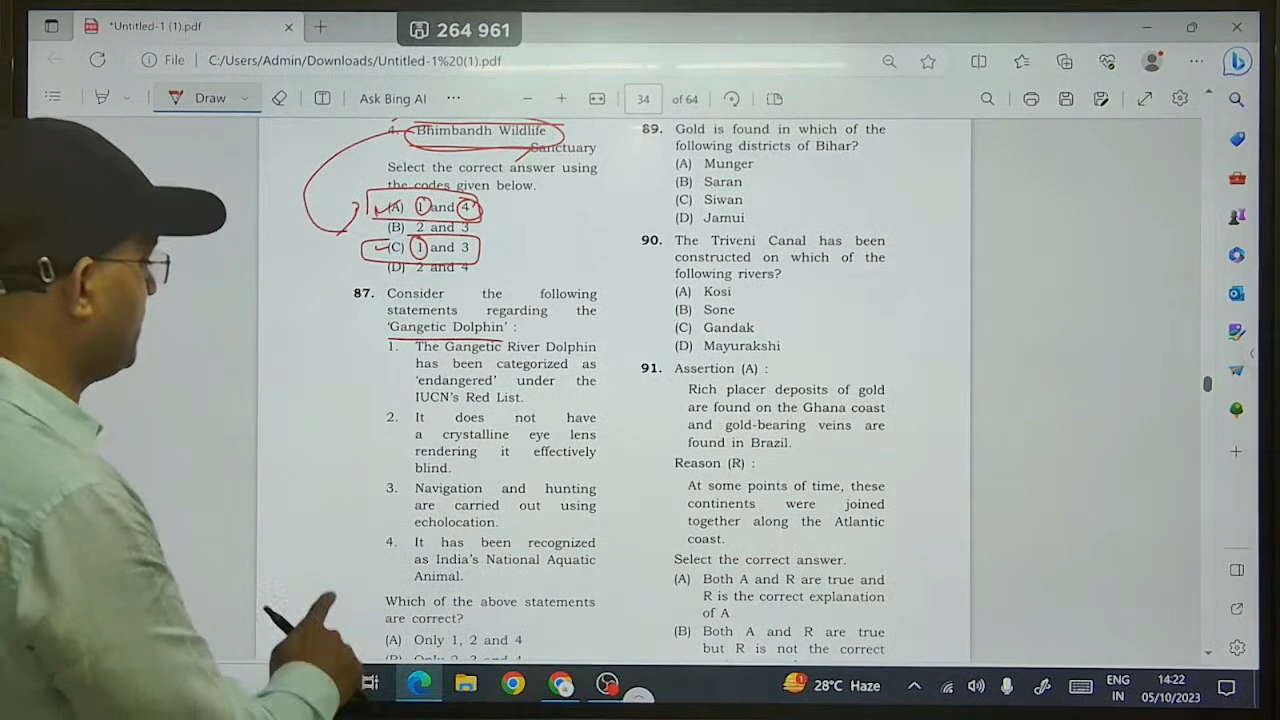 *Untitled-1 (1).pdf
264 961
File
C:/Users/Admin/Downloads/Untitled-1%20(1).pdf
Draw
Ask Bing AI
34
of 64
4. Bhimbandh Wildlife
Sanctuary
Select the correct answer using
the codes given below.
(A) 1 and 4
(B) 2 and 3
(C) 1 and 3
(D) 2 and 4
87. Consider the following
statements regarding the
'Gangetic Dolphin' :
1. The Gangetic River Dolphin
has been categorized as
'endangered' under the
IUCN's Red List.
2. It does not have
a crystalline eye lens
rendering it effectively
blind.
3. Navigation and hunting
are carried out using
echolocation.
4. It has been recognized
as India's National Aquatic
Animal.
Which of the above statements
are correct?
(A) Only 1, 2 and 4
(B) Only 2, 3 and 4
89. Gold is found in which of the
following districts of Bihar?
(A) Munger
(B) Saran
(C) Siwan
(D) Jamui
90. The Triveni Canal has been
constructed on which of the
following rivers?
(A) Kosi
(B) Sone
(C) Gandak
(D) Mayurakshi
91. Assertion (A) :
Rich placer deposits of gold
are found on the Ghana coast
and gold-bearing veins are
found in Brazil.
Reason (R) :
At some points of time, these
continents were joined
together along the Atlantic
coast.
Select the correct answer.
(A) Both A and R are true and
R is the correct explanation
of A
(B) Both A and R are true
but R is not the correct
28°C Haze
ENG
IN
14:22
05/10/2023